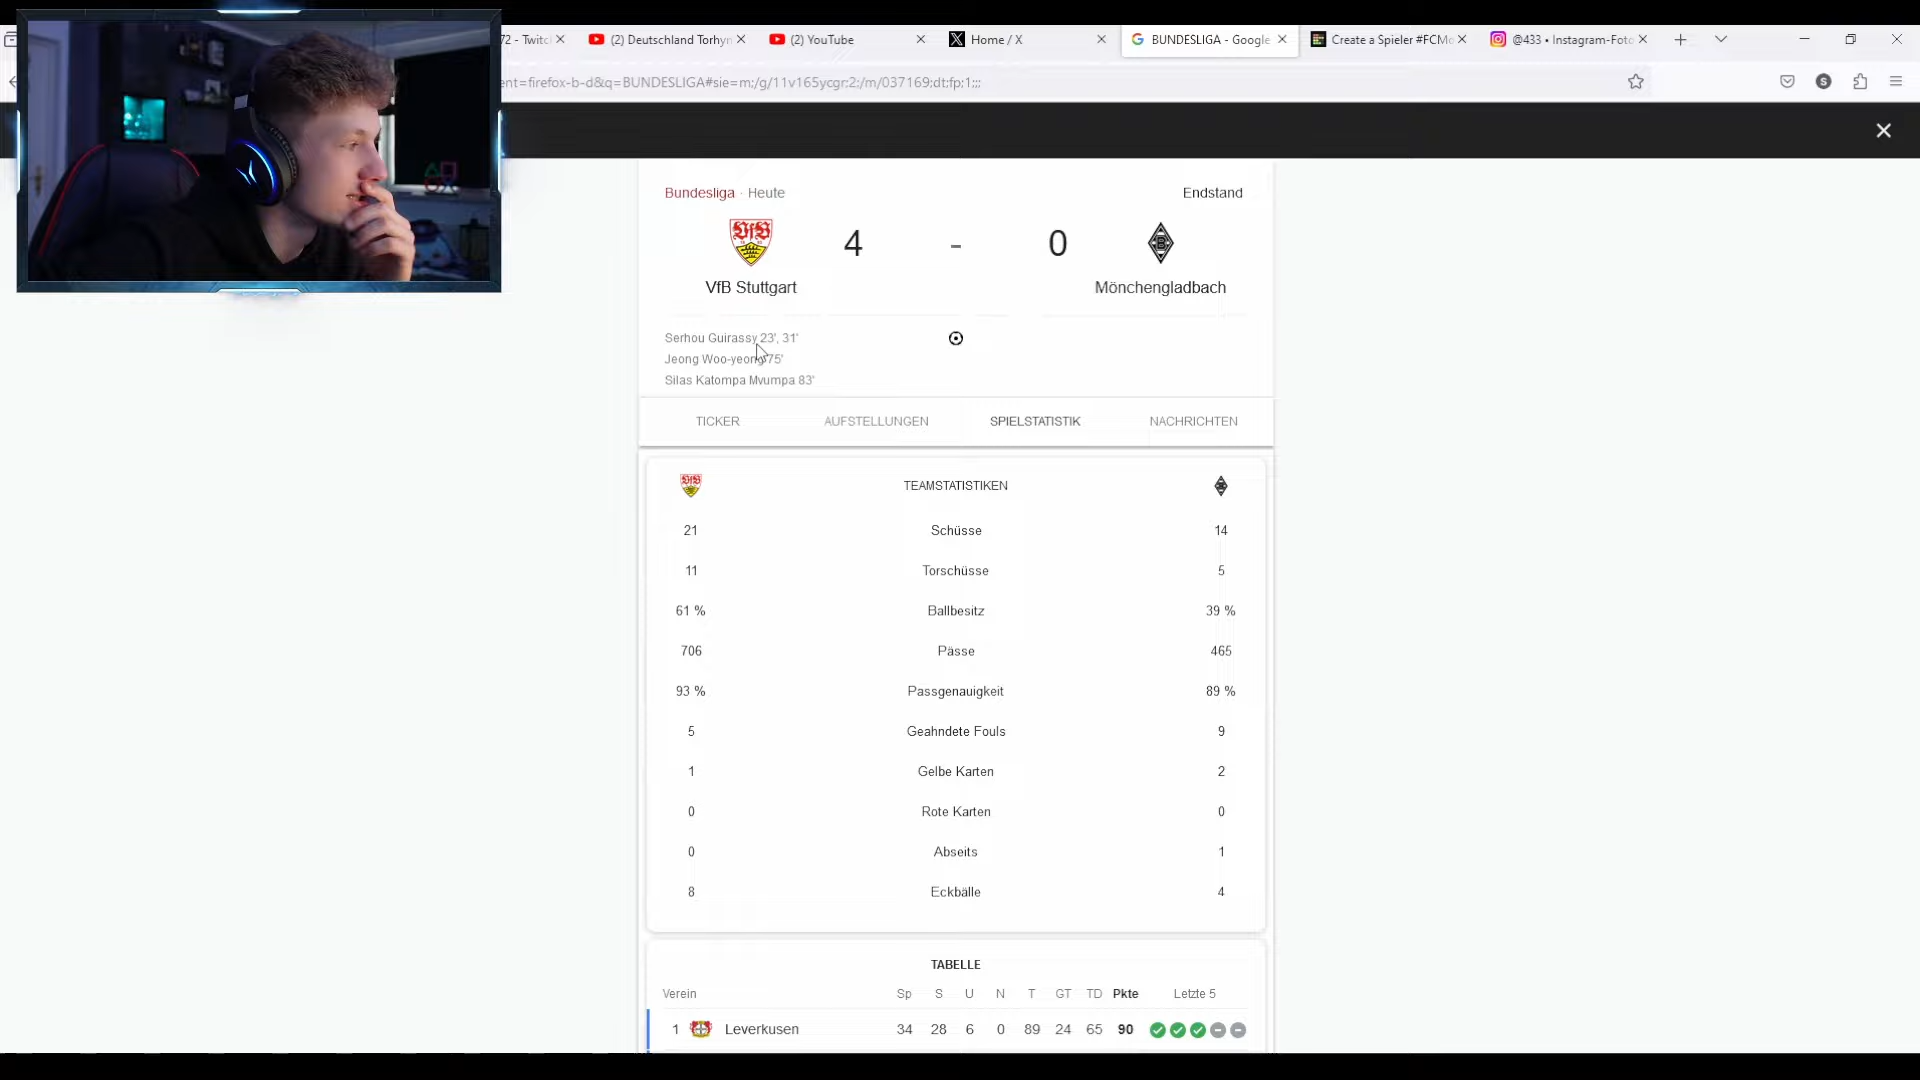 72 - Twitch
(2) Deutschland Torhyn
(2) YouTube
Home / X
BUNDESLIGA - Google
Create a Spieler #FCMo
@433 • Instagram-Foto
ent=firefox-b-d&q=BUNDESLIGA#sie=m;/g/11v165ycgr;2;/m/037169;dt;fp;1;;;
Bundesliga · Heute
Endstand
4 - 0
VfB Stuttgart
Mönchengladbach
Serhou Guirassy 23', 31'
Jeong Woo-yeong 75'
Silas Katompa Mvumpa 83'
TICKER AUFSTELLUNGEN SPIELSTATISTIK NACHRICHTEN
TEAMSTATISTIKEN
21 Schüsse 14
11 Torschüsse 5
61 % Ballbesitz 39 %
706 Pässe 465
93 % Passgenauigkeit 89 %
5 Geahndete Fouls 9
1 Gelbe Karten 2
0 Rote Karten 0
0 Abseits 1
8 Eckbälle 4
TABELLE
Verein Sp S U N T GT TD Pkte Letzte 5
1 Leverkusen 34 28 6 0 89 24 65 90